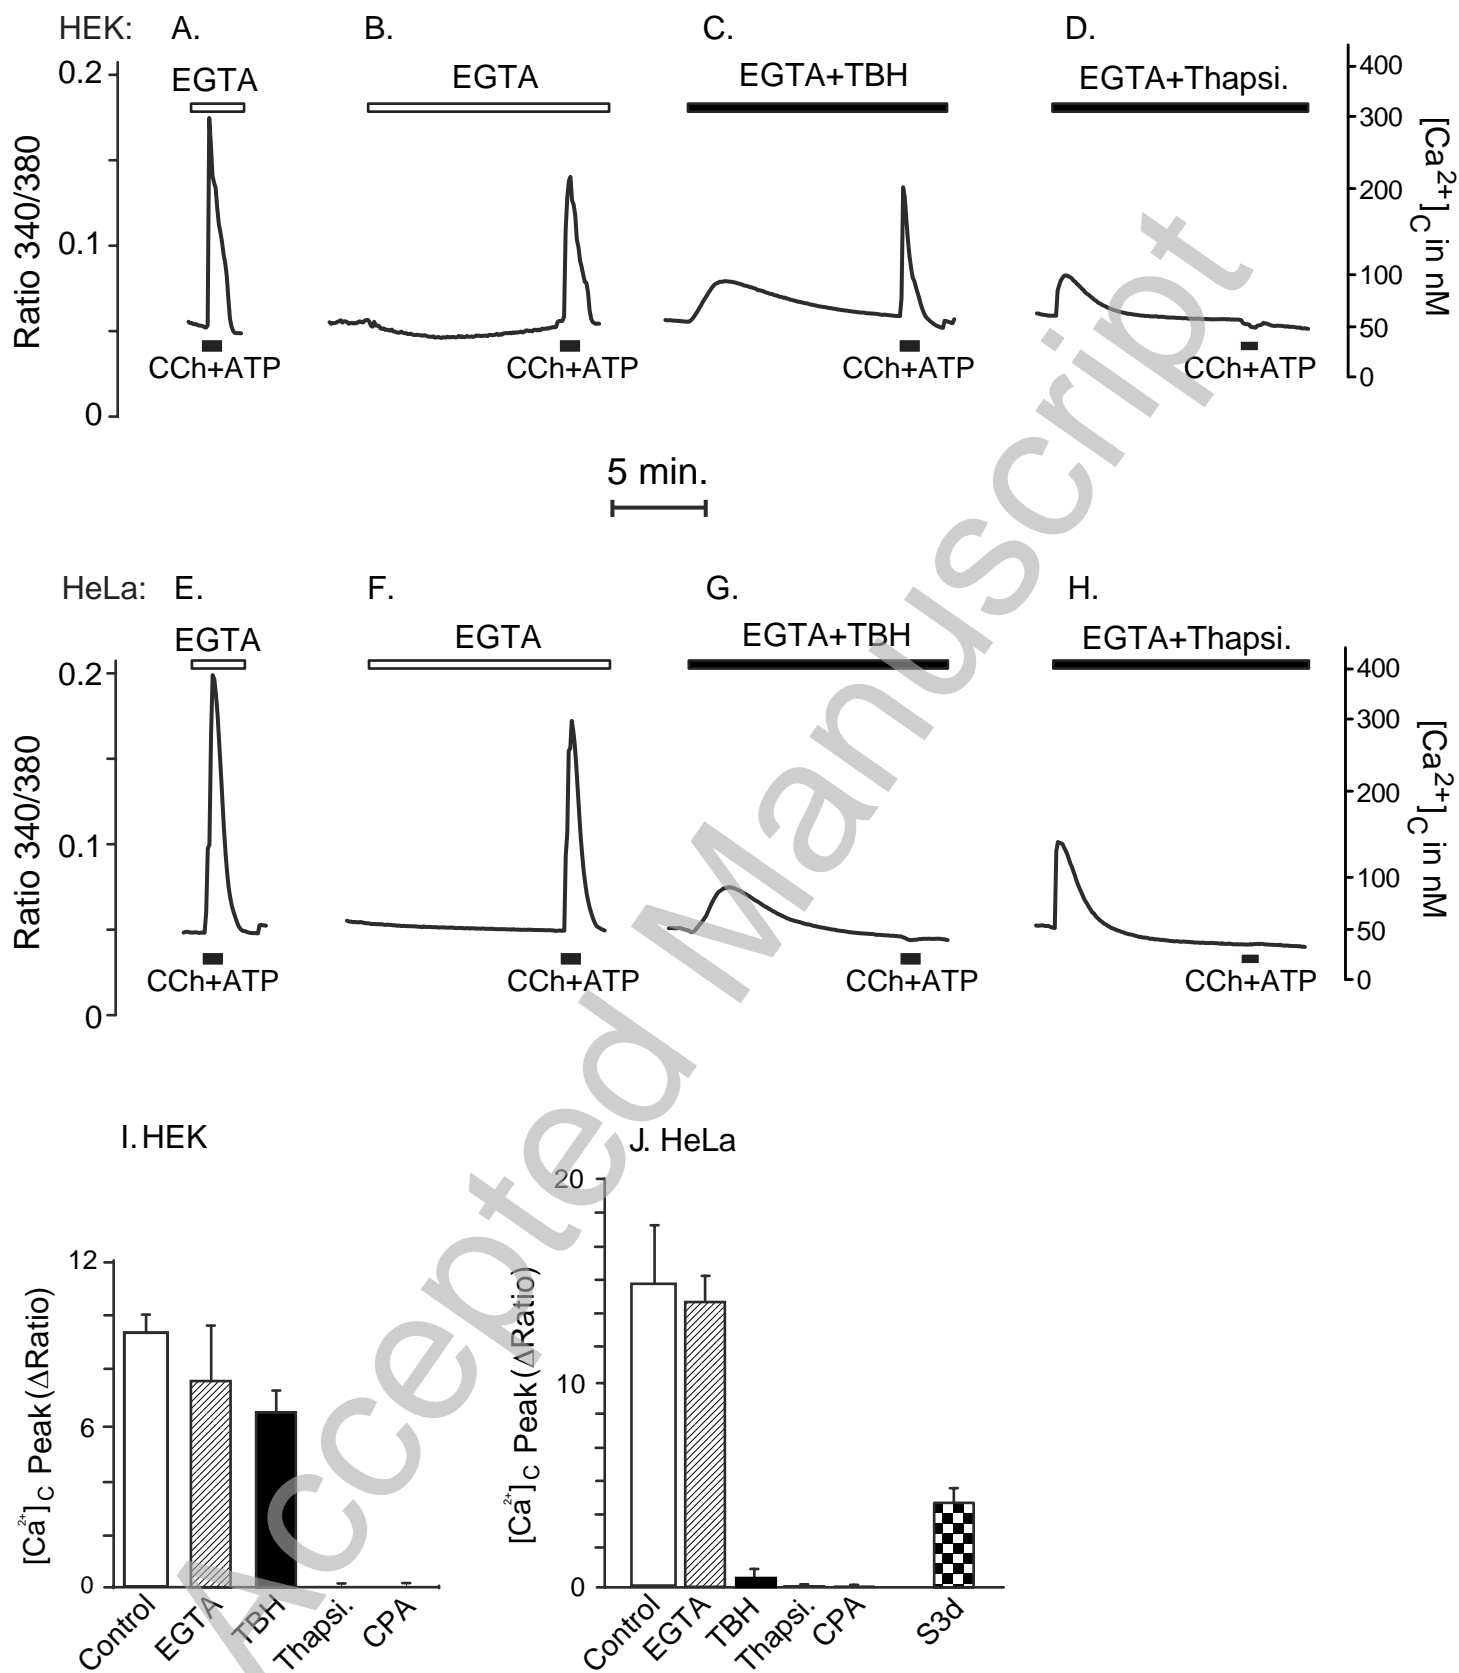 HEK: A. B. C. D.
EGTA EGTA EGTA+TBH EGTA+Thapsi.
0.2
0.1
0
Ratio 340/380
400
300
200
100
50
0
[Ca2+]C in nM
CCh+ATP CCh+ATP CCh+ATP CCh+ATP
5 min.
HeLa: E. F. G. H.
EGTA EGTA EGTA+TBH EGTA+Thapsi.
0.2
0.1
0
Ratio 340/380
400
300
200
100
50
0
[Ca2+]C in nM
CCh+ATP CCh+ATP CCh+ATP CCh+ATP
I. HEK
12
6
0
[Ca2+]C Peak (ΔRatio)
Control EGTA TBH Thapsi. CPA
J. HeLa
20
10
0
[Ca2+]C Peak (ΔRatio)
Control EGTA TBH Thapsi. CPA S3d
Accepted Manuscript